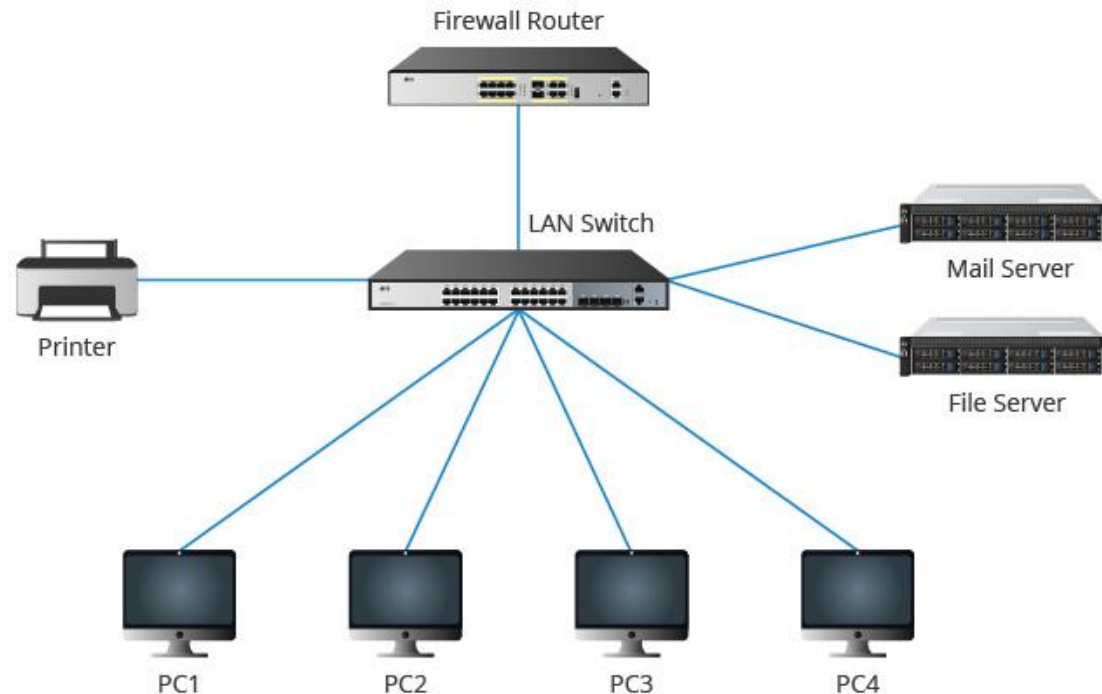 Firewall Router
LAN Switch
Mail Server
Printer
File Server
PC1
PC2
PC3
PC4